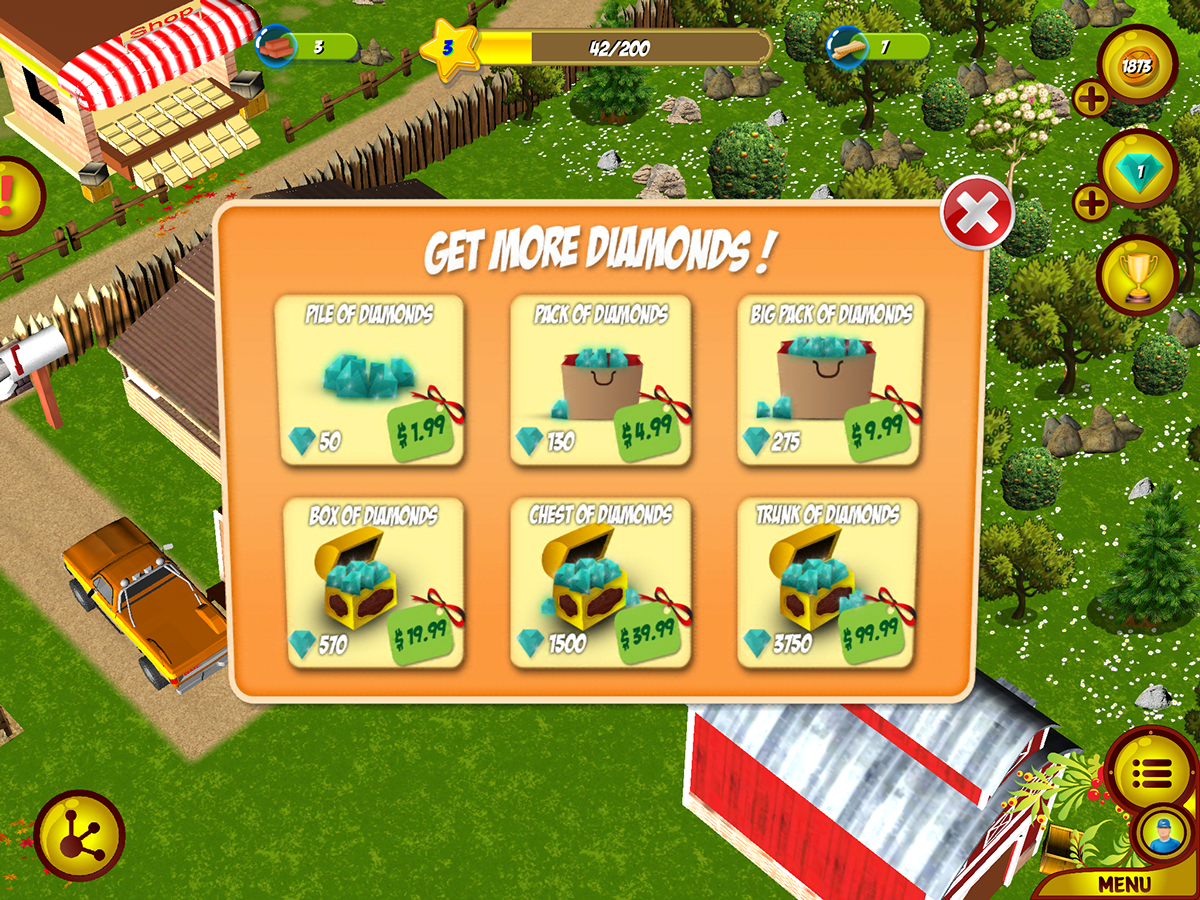 Shop
3
3
42/200
7
1873
1
!
GET MORE DIAMONDS !
PILE OF DIAMONDS
50
$1.99
PACK OF DIAMONDS
130
$4.99
BIG PACK OF DIAMONDS
275
$9.99
BOX OF DIAMONDS
570
$19.99
CHEST OF DIAMONDS
1500
$39.99
TRUNK OF DIAMONDS
3750
$99.99
MENU